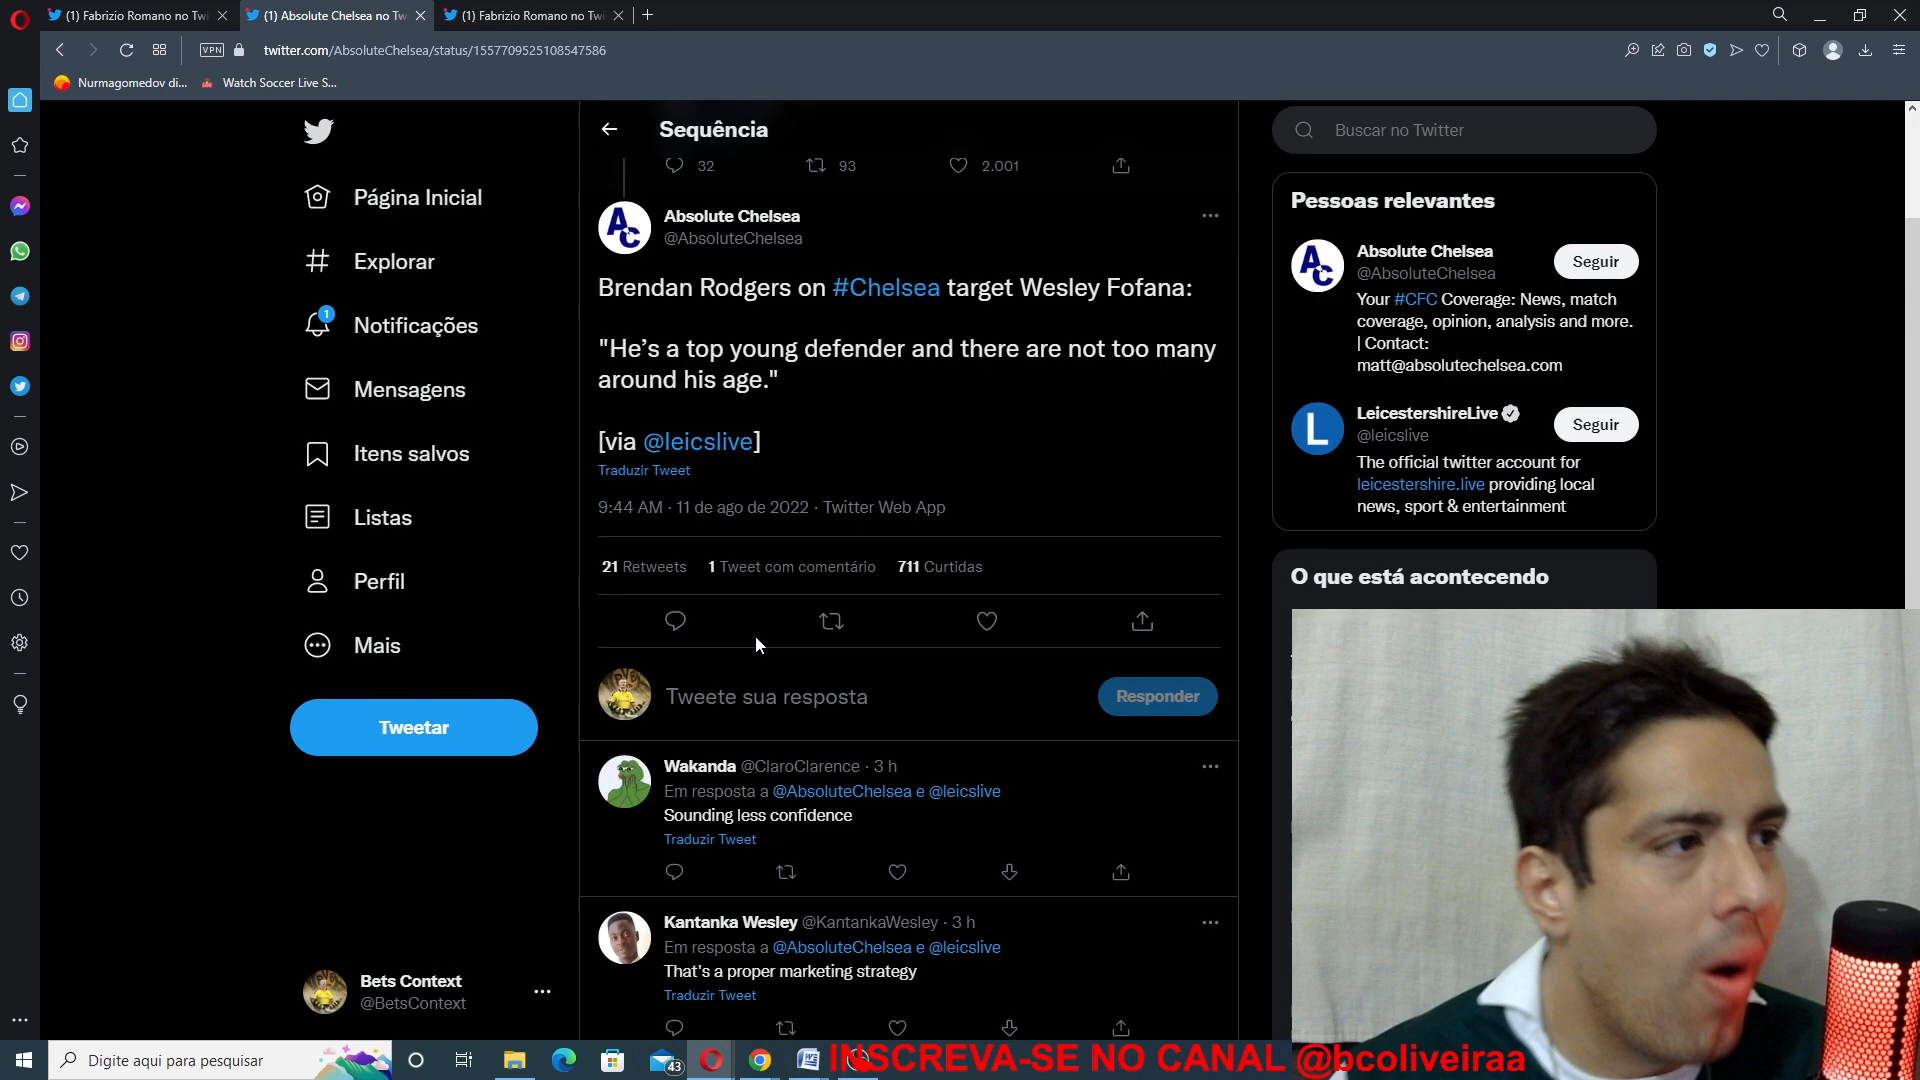 (1) Fabrizio Romano no Twi
(1) Absolute Chelsea no Tw
(1) Fabrizio Romano no Twi
VPN
twitter.com/AbsoluteChelsea/status/1557709525108547586
Nurmagomedov di...
Watch Soccer Live S...
Sequência
Buscar no Twitter
32
93
2.001
Página Inicial
Explorar
1
Notificações
Mensagens
Itens salvos
Listas
Perfil
Mais
Tweetar
Bets Context
@BetsContext
AC
Absolute Chelsea
@AbsoluteChelsea
Brendan Rodgers on #Chelsea target Wesley Fofana:
"He's a top young defender and there are not too many
around his age."
[via @leicslive]
Traduzir Tweet
9:44 AM · 11 de ago de 2022 · Twitter Web App
21 Retweets
1 Tweet com comentário
711 Curtidas
Tweete sua resposta
Responder
Wakanda @ClaroClarence · 3 h
Em resposta a @AbsoluteChelsea e @leicslive
Sounding less confidence
Traduzir Tweet
Kantanka Wesley @KantankaWesley · 3 h
Em resposta a @AbsoluteChelsea e @leicslive
That's a proper marketing strategy
Traduzir Tweet
Pessoas relevantes
AC
Absolute Chelsea
@AbsoluteChelsea
Seguir
Your #CFC Coverage: News, match
coverage, opinion, analysis and more.
| Contact:
matt@absolutechelsea.com
L
LeicestershireLive
@leicslive
Seguir
The official twitter account for
leicestershire.live providing local
news, sport & entertainment
O que está acontecendo
Digite aqui para pesquisar
43
INSCREVA-SE NO CANAL @bcoliveiraa